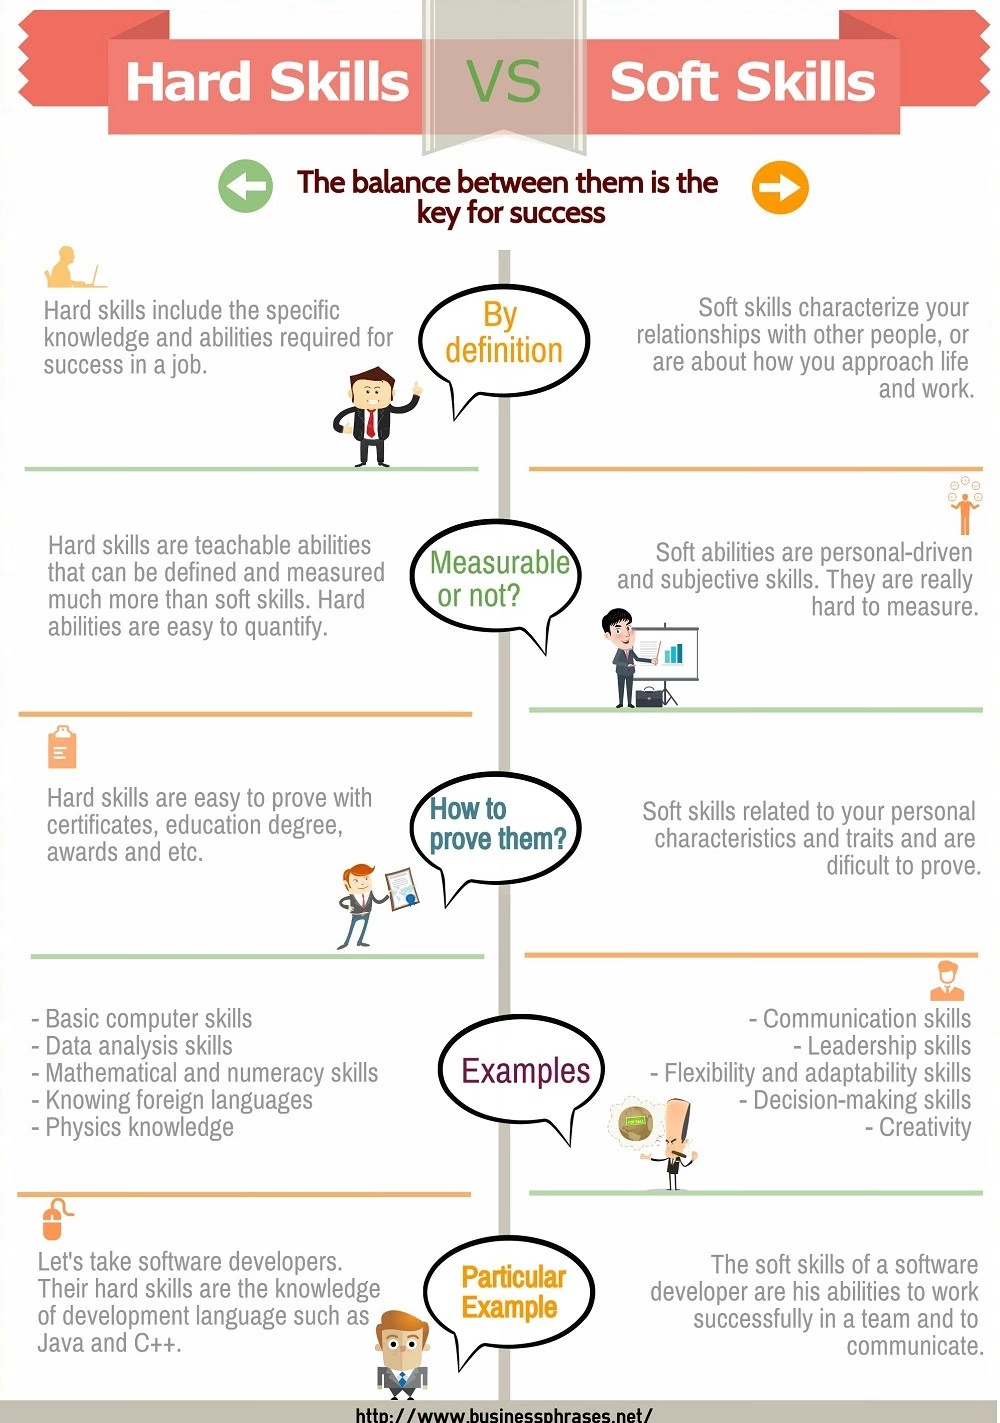 Hard Skills VS Soft Skills
The balance between them is the
key for success
By
definition
Hard skills include the specific
knowledge and abilities required for
success in a job.
Soft skills characterize your
relationships with other people, or
are about how you approach life
and work.
Measurable
or not?
Hard skills are teachable abilities
that can be defined and measured
much more than soft skills. Hard
abilities are easy to quantify.
Soft abilities are personal-driven
and subjective skills. They are really
hard to measure.
How to
prove them?
Hard skills are easy to prove with
certificates, education degree,
awards and etc.
Soft skills related to your personal
characteristics and traits and are
dificult to prove.
Examples
- Basic computer skills
- Data analysis skills
- Mathematical and numeracy skills
- Knowing foreign languages
- Physics knowledge
- Communication skills
- Leadership skills
- Flexibility and adaptability skills
- Decision-making skills
- Creativity
Particular
Example
Let's take software developers.
Their hard skills are the knowledge
of development language such as
Java and C++.
The soft skills of a software
developer are his abilities to work
successfully in a team and to
communicate.
http://www.businessphrases.net/